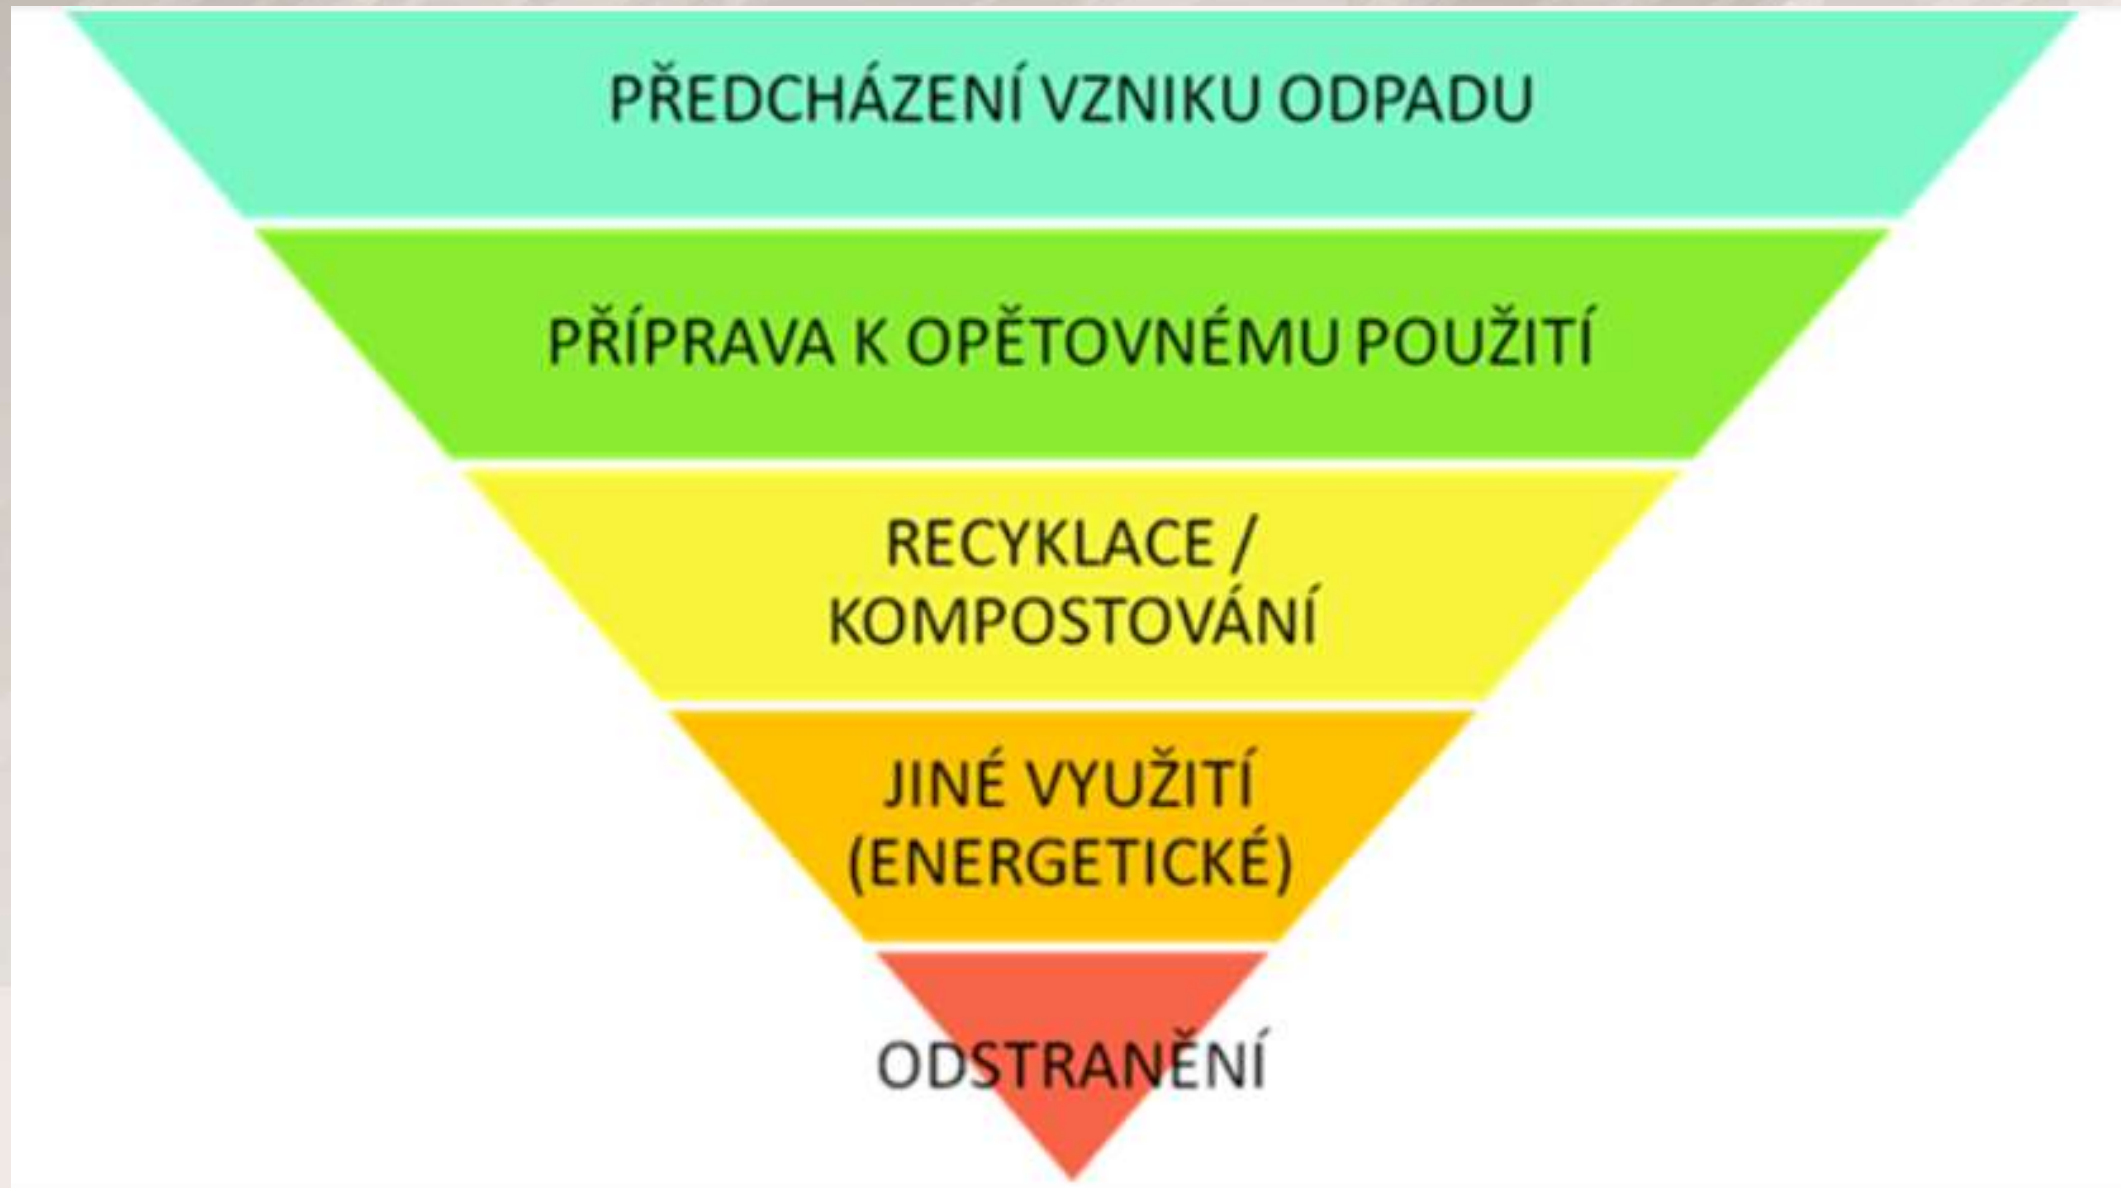 PŘEDCHÁZENÍ VZNIKU ODPADU
PŘÍPRAVA K OPĚTOVNÉMU POUŽITÍ
RECYKLACE /
KOMPOSTOVÁNÍ
JINÉ VYUŽITÍ
(ENERGETICKÉ)
ODSTRANĚNÍ